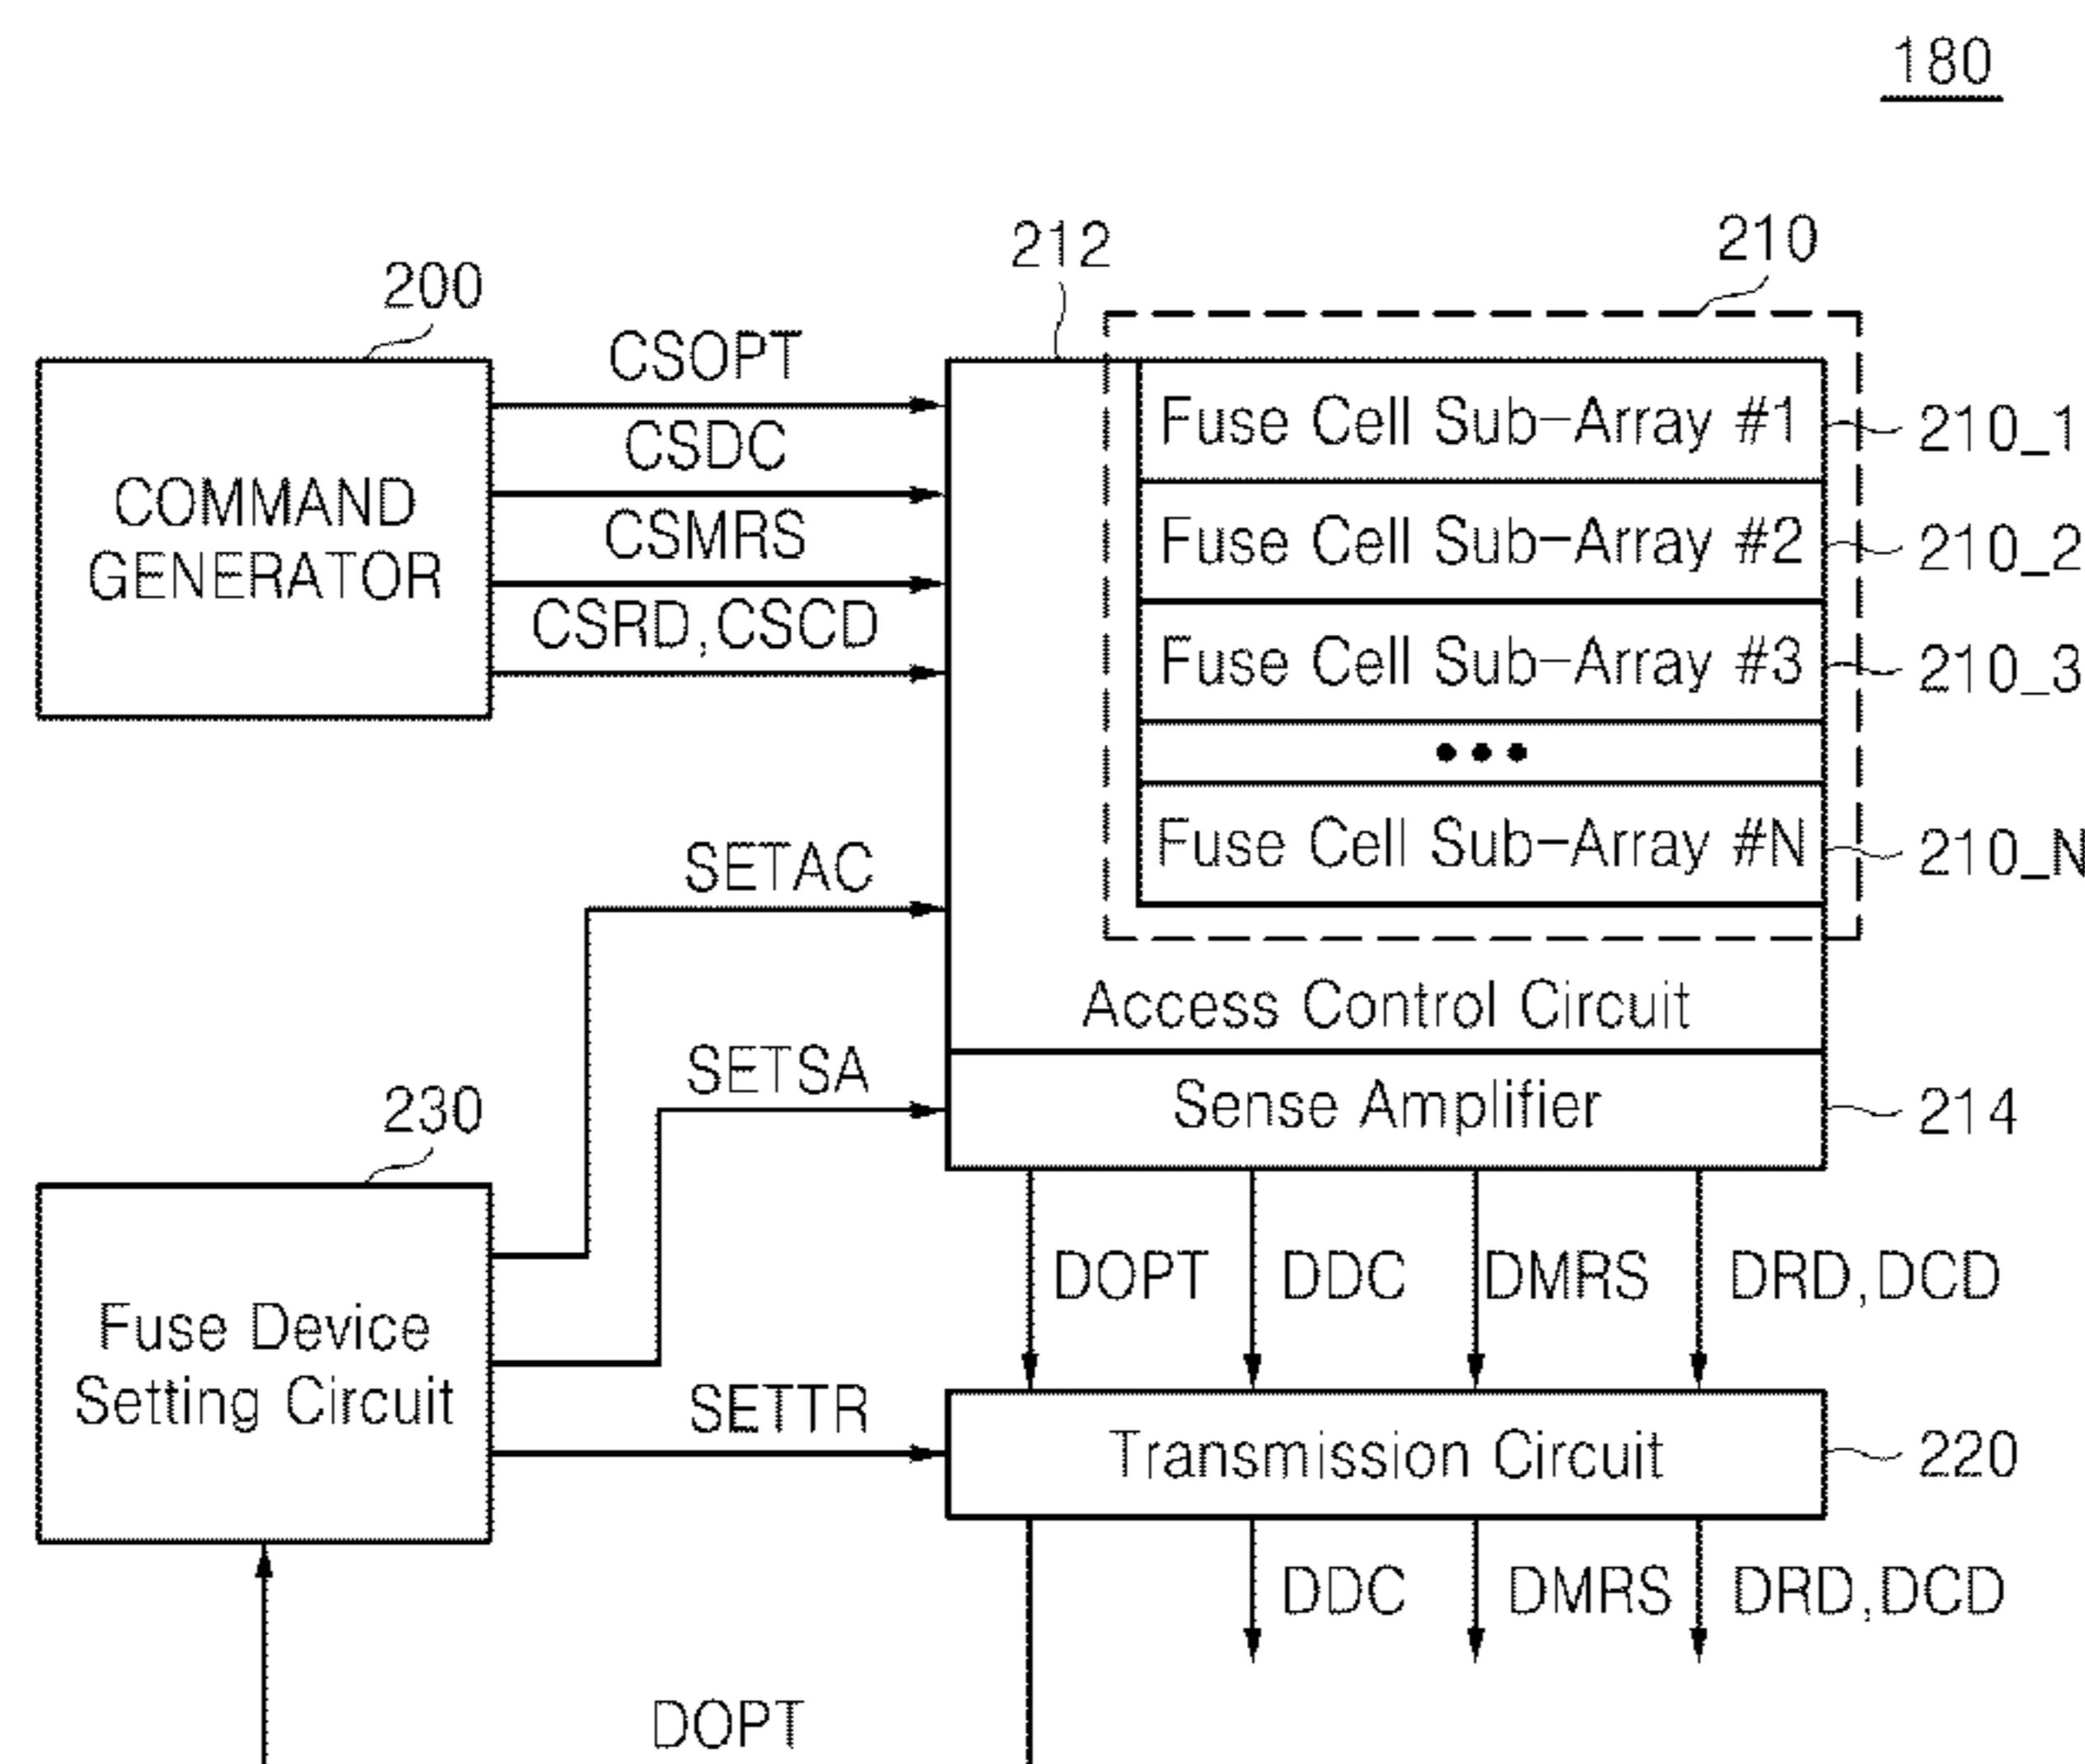 180
210
212
200
CSOPT
CSDC
CSMRS
CSRD,CSCD
COMMAND
GENERATOR
Fuse Cell Sub-Array #1
210_1
Fuse Cell Sub-Array #2
210_2
Fuse Cell Sub-Array #3
210_3
•••
Fuse Cell Sub-Array #N
210_N
SETAC
Access Control Circuit
SETSA
Sense Amplifier
214
230
Fuse Device
Setting Circuit
DOPT
DDC
DMRS
DRD,DCD
SETTR
Transmission Circuit
220
DDC
DMRS
DRD,DCD
DOPT